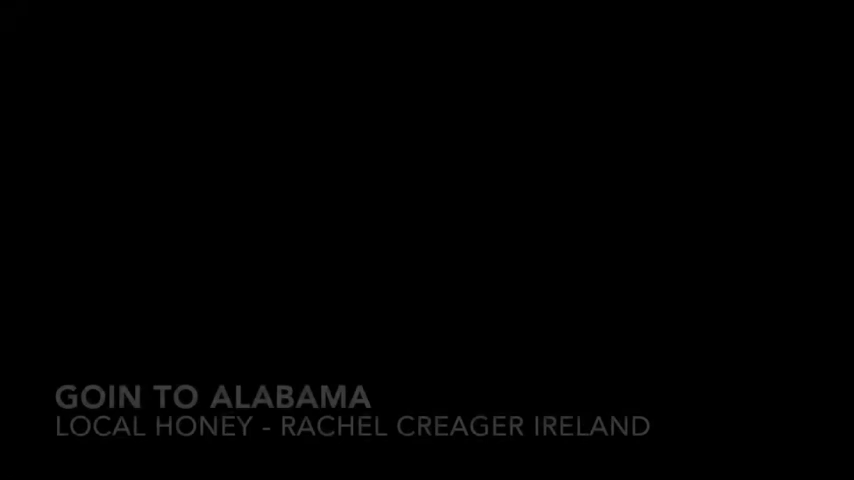 GOIN TO ALABAMA
LOCAL HONEY - RACHEL CREAGER IRELAND